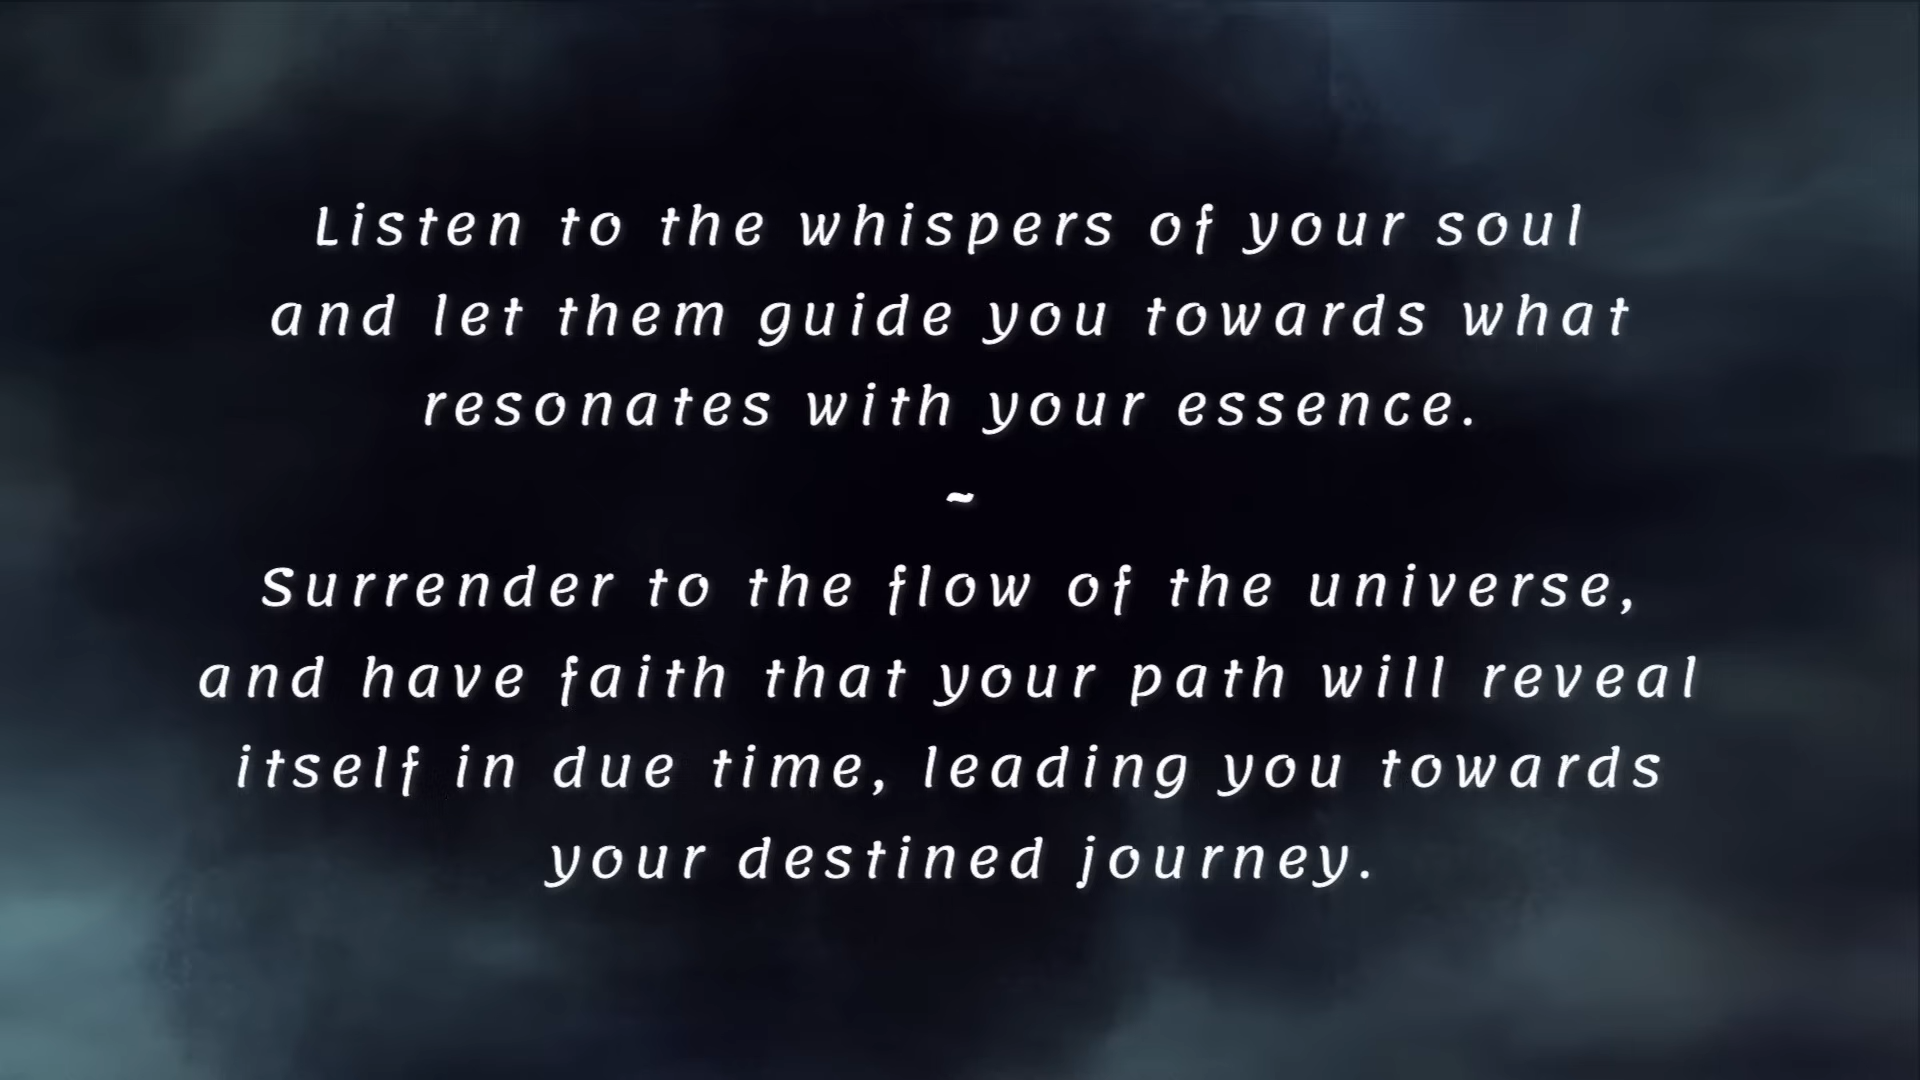 Listen to the whispers of your soul
and let them guide you towards what
resonates with your essence.
~
Surrender to the flow of the universe,
and have faith that your path will reveal
itself in due time, leading you towards
your destined journey.